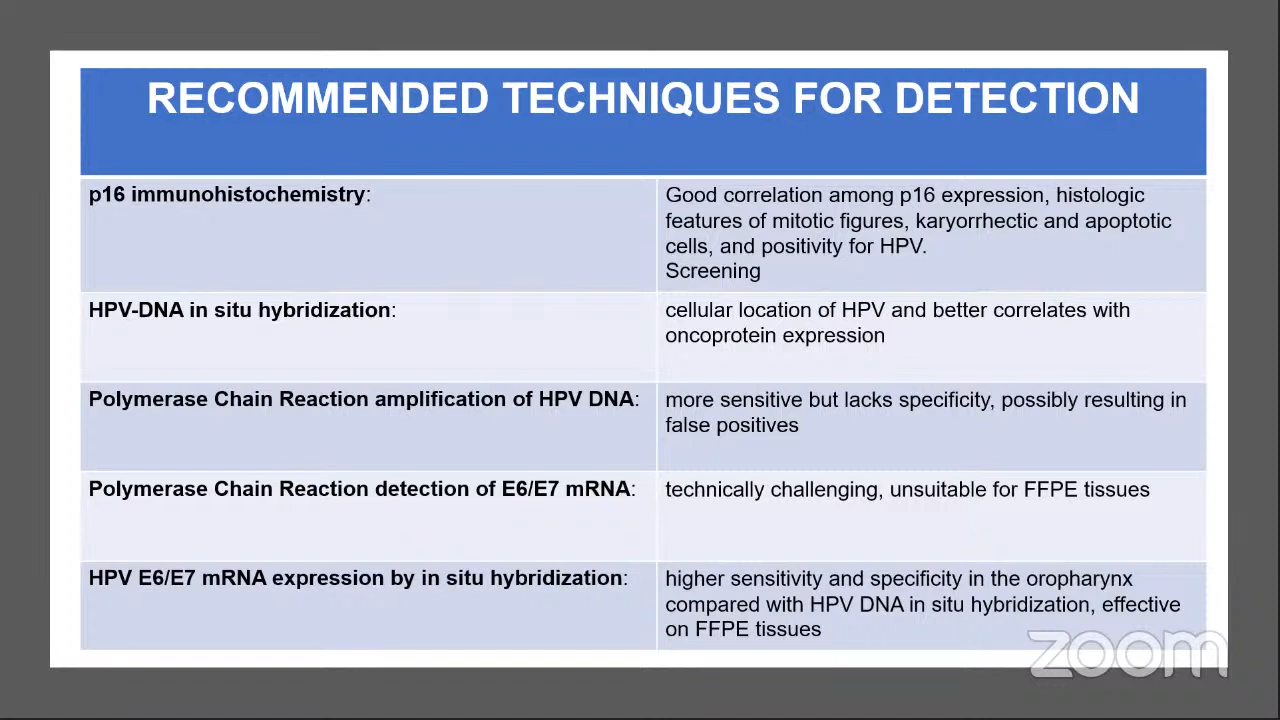 RECOMMENDED TECHNIQUES FOR DETECTION
p16 immunohistochemistry:
Good correlation among p16 expression, histologic
features of mitotic figures, karyorrhectic and apoptotic
cells, and positivity for HPV.
Screening
HPV-DNA in situ hybridization:
cellular location of HPV and better correlates with
oncoprotein expression
Polymerase Chain Reaction amplification of HPV DNA:
more sensitive but lacks specificity, possibly resulting in
false positives
Polymerase Chain Reaction detection of E6/E7 mRNA:
technically challenging, unsuitable for FFPE tissues
HPV E6/E7 mRNA expression by in situ hybridization:
higher sensitivity and specificity in the oropharynx
compared with HPV DNA in situ hybridization, effective
on FFPE tissues
zoom